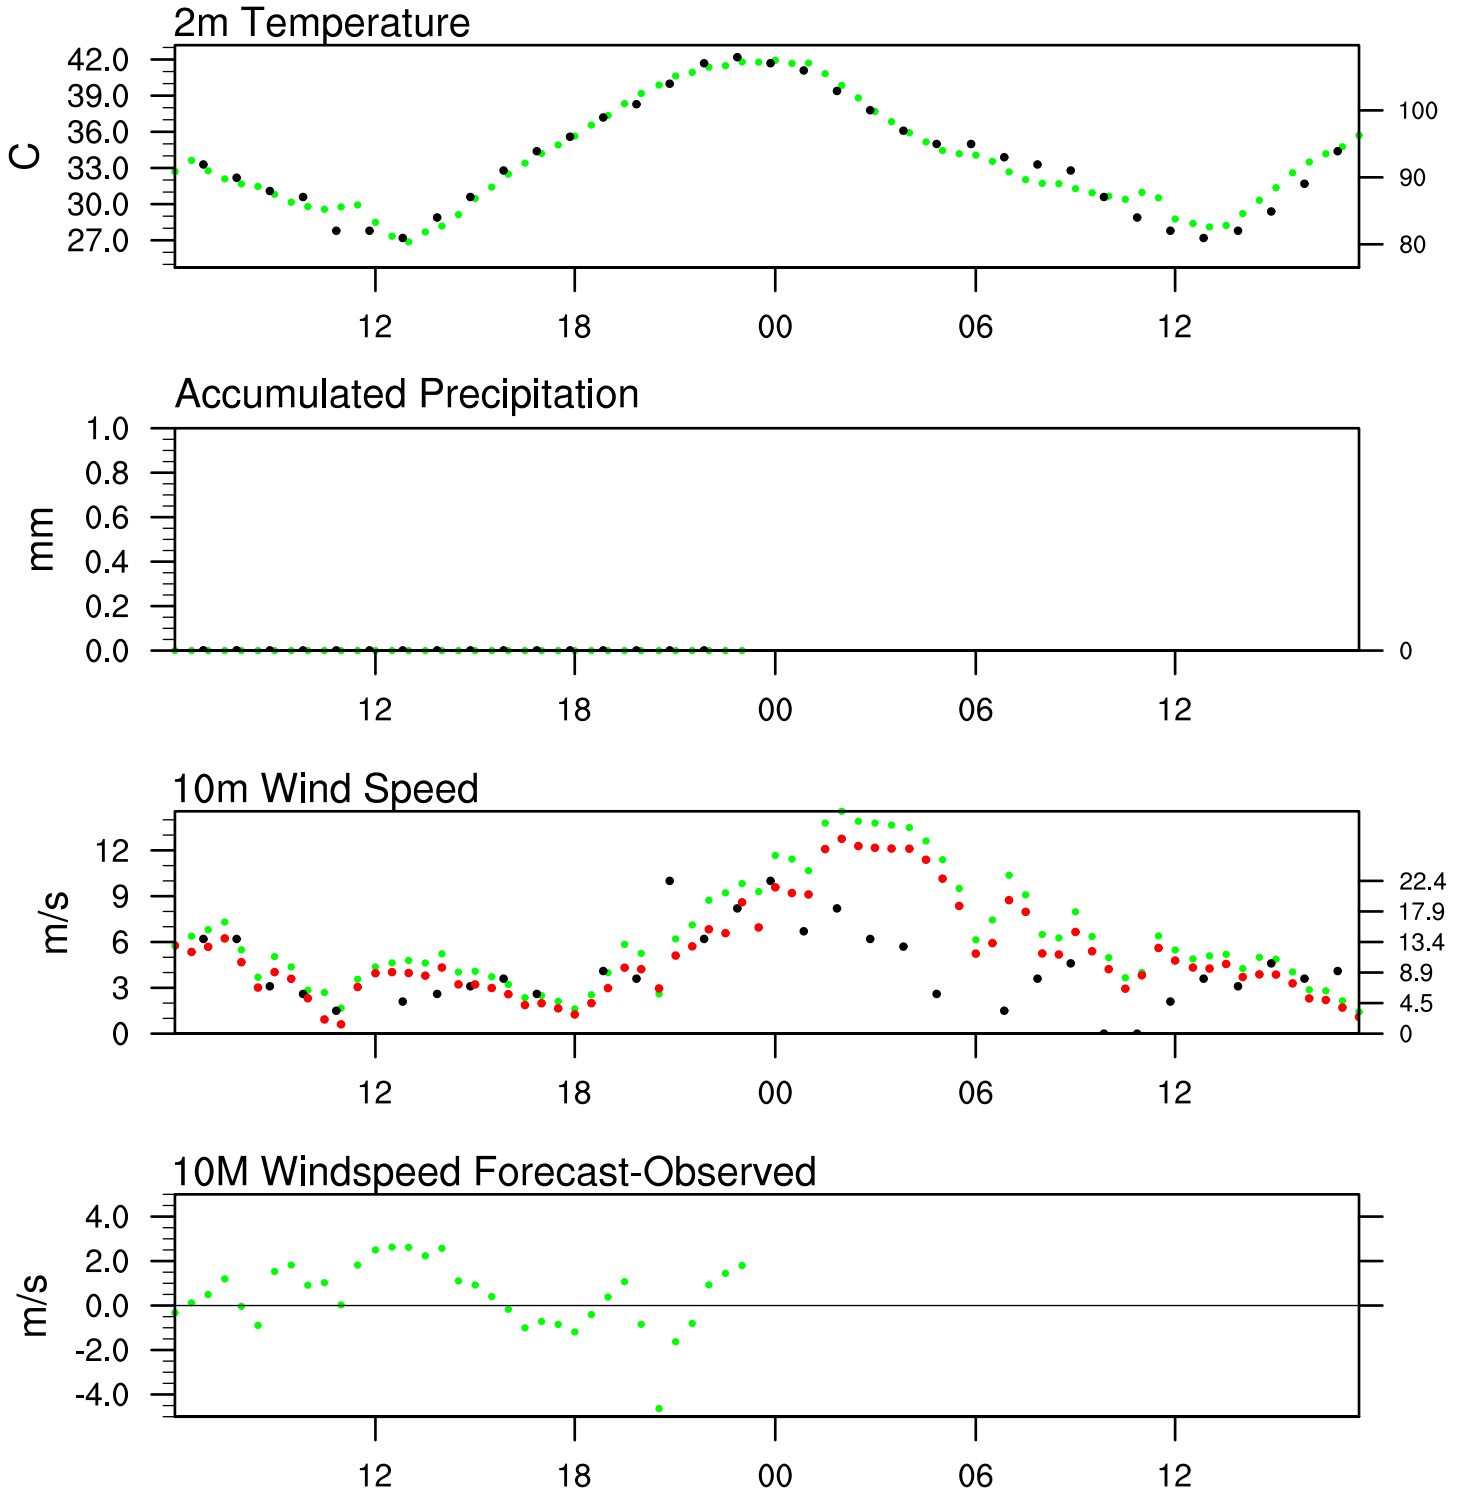 2m Temperature
42.0
39.0
36.0
33.0
30.0
27.0
C
100
90
80
12 18 00 06 12
Accumulated Precipitation
1.0
0.8
0.6
0.4
0.2
0.0
mm
0
12 18 00 06 12
10m Wind Speed
12
9
6
3
0
m/s
22.4
17.9
13.4
8.9
4.5
0
12 18 00 06 12
10M Windspeed Forecast-Observed
4.0
2.0
0.0
-2.0
-4.0
m/s
12 18 00 06 12